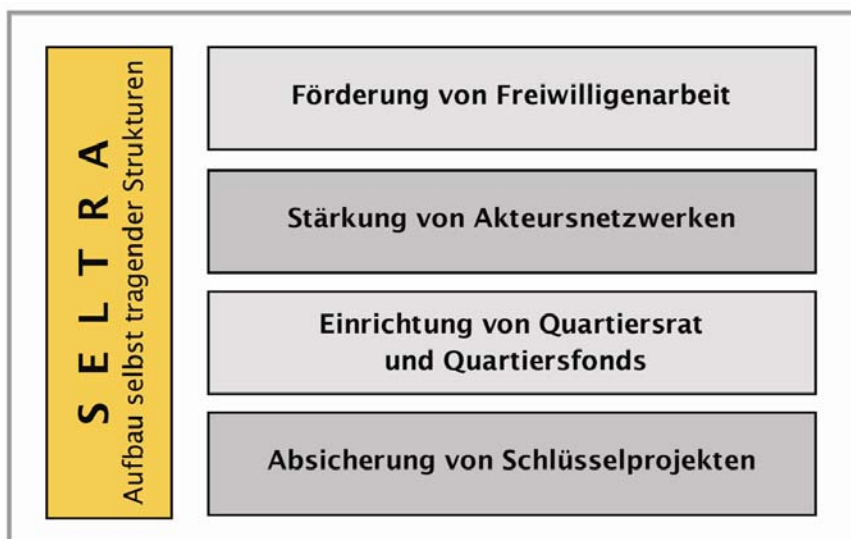 SELTRA
Aufbau selbst tragender Strukturen
Förderung von Freiwilligenarbeit
Stärkung von Akteursnetzwerken
Einrichtung von Quartiersrat
und Quartiersfonds
Absicherung von Schlüsselprojekten